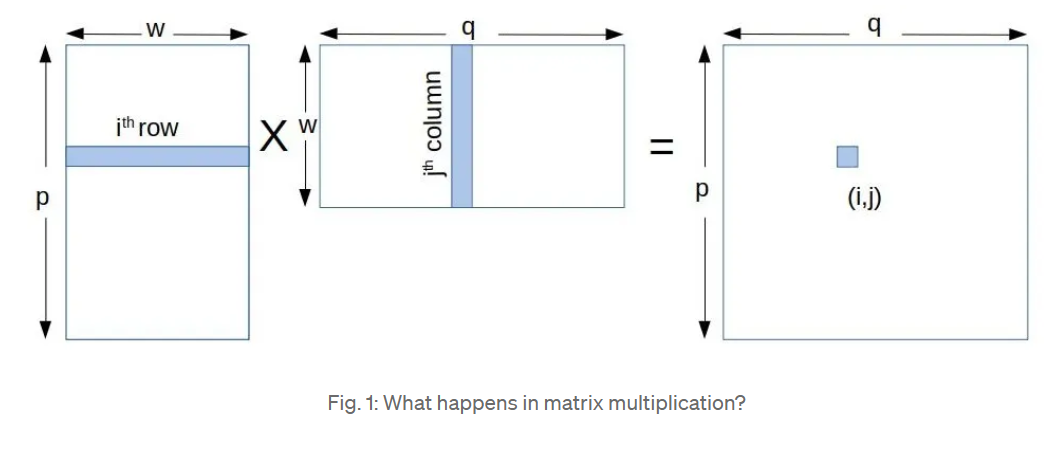 w
q
q
p
i^th row
X
w
j^th column
=
p
(i,j)
Fig. 1: What happens in matrix multiplication?